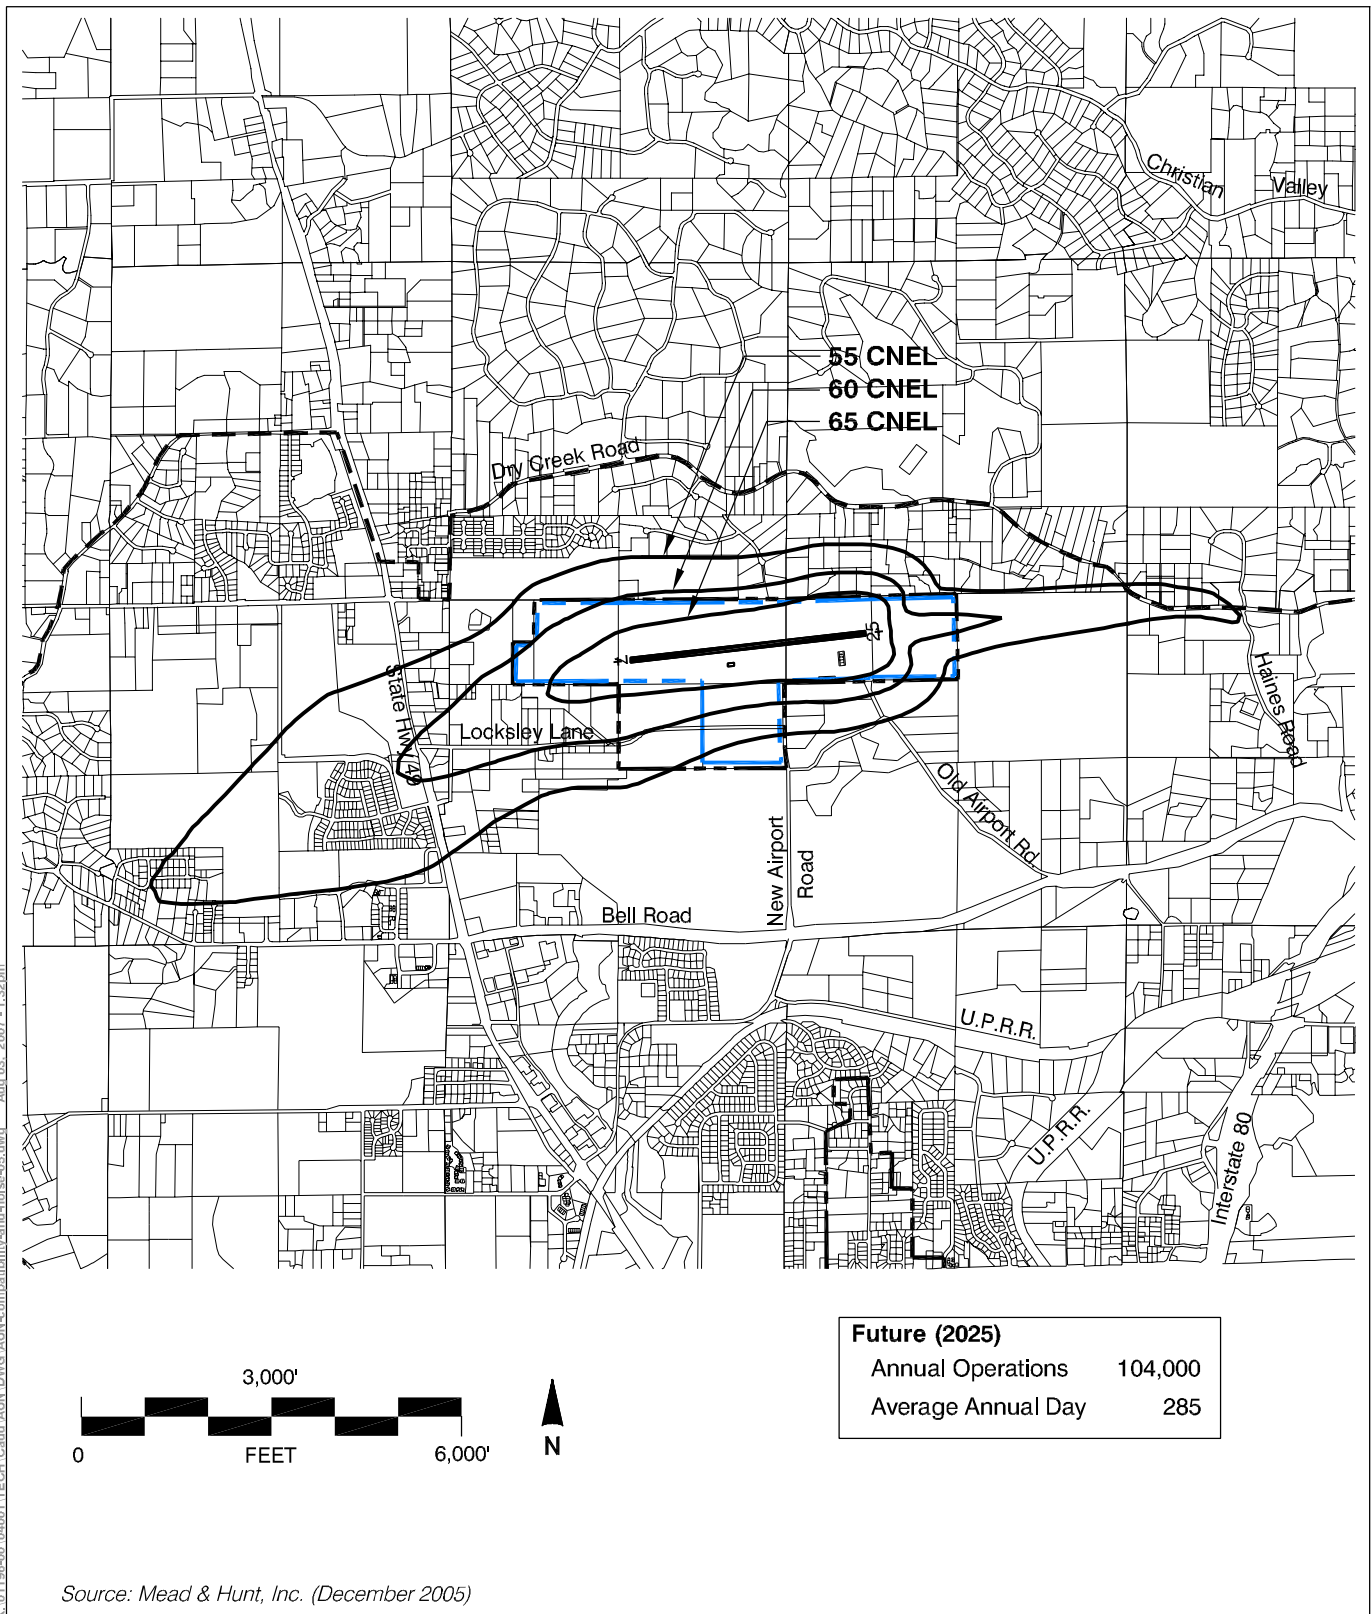 Christian
Valley
55 CNEL
60 CNEL
65 CNEL
Dry Creek Road
25
7
State Hwy 49
Locksley Lane
Haines Road
Old Airport Rd.
New Airport
Road
Bell Road
U.P.R.R.
U.P.R.R.
Interstate 80
Future (2025)
Annual Operations 104,000
Average Annual Day 285
3,000'
0 FEET 6,000'
N
Source: Mead & Hunt, Inc. (December 2005)